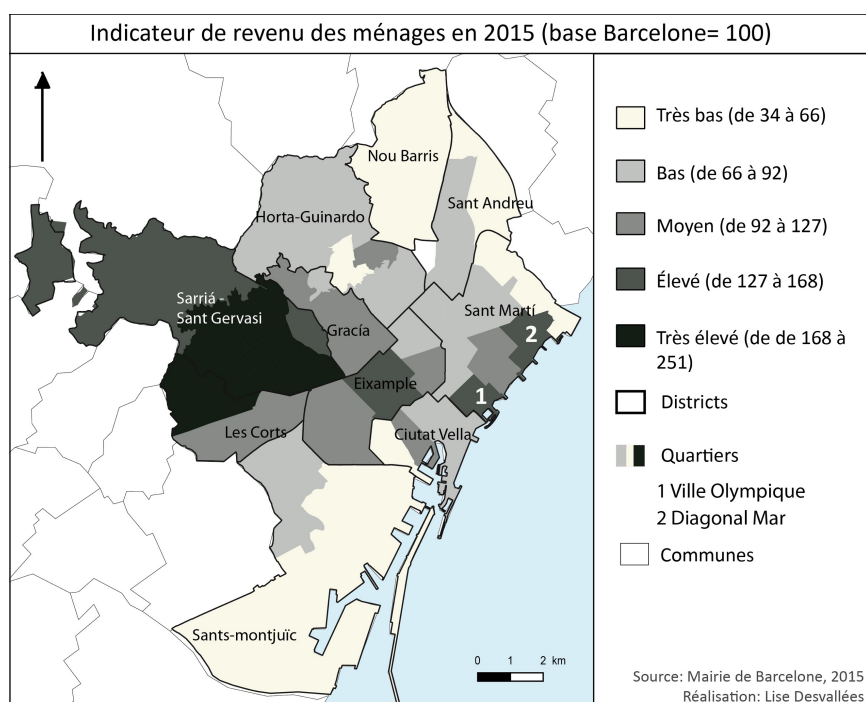 Indicateur de revenu des ménages en 2015 (base Barcelone= 100)
Nou Barris
Sant Andreu
Horta-Guinardo
Sarriá -
Sant Gervasi
Sant Martí
Gracía
2
Eixample
1
Les Corts
Ciutat Vella
Sants-montjuïc
0 1 2 km
Très bas (de 34 à 66)
Bas (de 66 à 92)
Moyen (de 92 à 127)
Élevé (de 127 à 168)
Très élevé (de de 168 à
251)
Districts
Quartiers
1 Ville Olympique
2 Diagonal Mar
Communes
Source: Mairie de Barcelone, 2015
Réalisation: Lise Desvallées